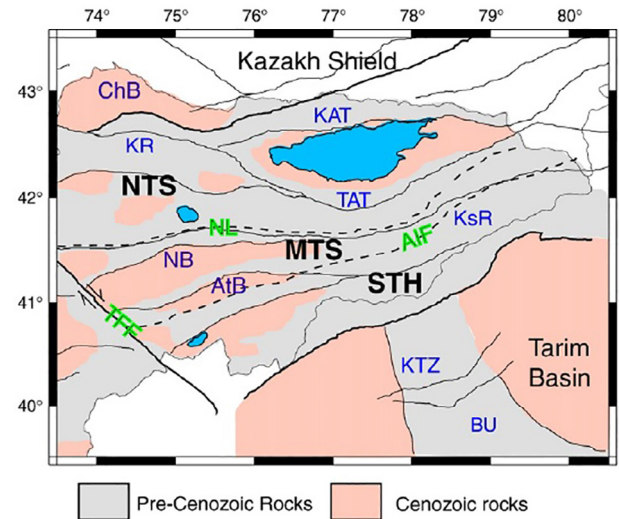 74° 75° 76° 77° 78° 79° 80°
Kazakh Shield
43°
ChB
KAT
KR
NTS
42°
TAT
KsR
NL
AIF
MTS
NB
AtB
STH
41°
TFF
Tarim
Basin
KTZ
40°
BU
Pre-Cenozoic Rocks
Cenozoic rocks